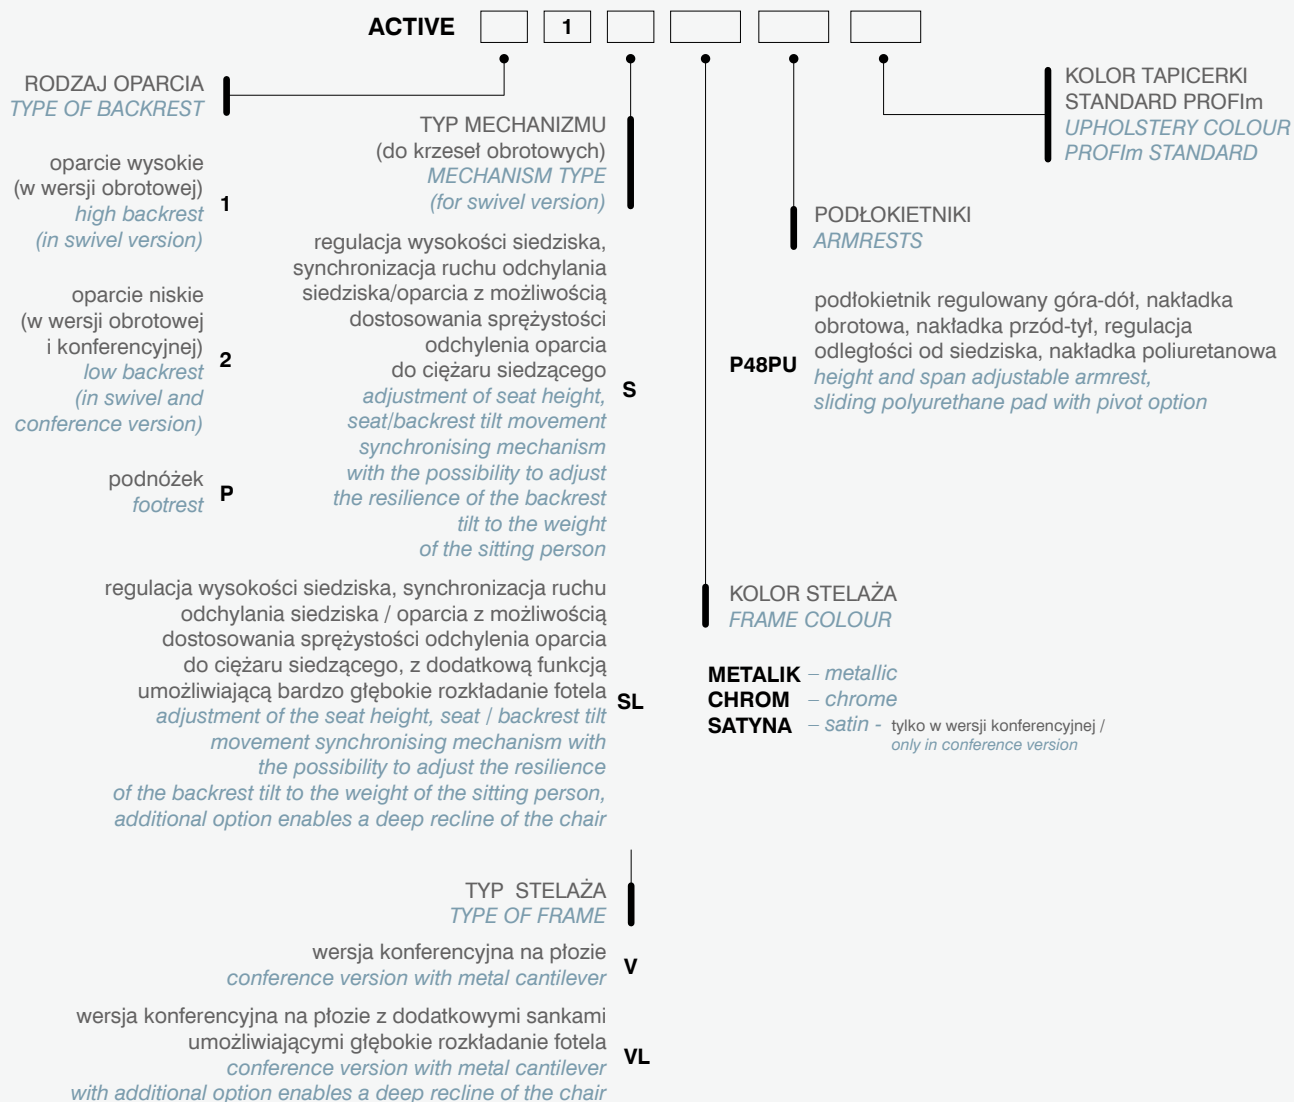 ACTIVE 1
RODZAJ OPARCIA
TYPE OF BACKREST
oparcie wysokie
(w wersji obrotowej)
high backrest
(in swivel version)
1
oparcie niskie
(w wersji obrotowej
i konferencyjnej)
low backrest
(in swivel and
conference version)
2
podnóżek
footrest
P
TYP MECHANIZMU
(do krzeseł obrotowych)
MECHANISM TYPE
(for swivel version)
regulacja wysokości siedziska,
synchronizacja ruchu odchylania
siedziska/oparcia z możliwością
dostosowania sprężystości
odchylenia oparcia
do ciężaru siedzącego
adjustment of seat height,
seat/backrest tilt movement
synchronising mechanism
with the possibility to adjust
the resilience of the backrest
tilt to the weight
of the sitting person
S
regulacja wysokości siedziska, synchronizacja ruchu
odchylania siedziska / oparcia z możliwością
dostosowania sprężystości odchylenia oparcia
do ciężaru siedzącego, z dodatkową funkcją
umożliwiającą bardzo głębokie rozkładanie fotela
adjustment of the seat height, seat / backrest tilt
movement synchronising mechanism with
the possibility to adjust the resilience
of the backrest tilt to the weight of the sitting person,
additional option enables a deep recline of the chair
SL
TYP STELAŻA
TYPE OF FRAME
wersja konferencyjna na płozie
conference version with metal cantilever
V
wersja konferencyjna na płozie z dodatkowymi sankami
umożliwiającymi głębokie rozkładanie fotela
conference version with metal cantilever
with additional option enables a deep recline of the chair
VL
KOLOR STELAŻA
FRAME COLOUR
METALIK – metallic
CHROM – chrome
SATYNA – satin - tylko w wersji konferencyjnej /
only in conference version
PODŁOKIETNIKI
ARMRESTS
P48PU
podłokietnik regulowany góra-dół, nakładka
obrotowa, nakładka przód-tył, regulacja
odległości od siedziska, nakładka poliuretanowa
height and span adjustable armrest,
sliding polyurethane pad with pivot option
KOLOR TAPICERKI
STANDARD PROFIm
UPHOLSTERY COLOUR
PROFIm STANDARD